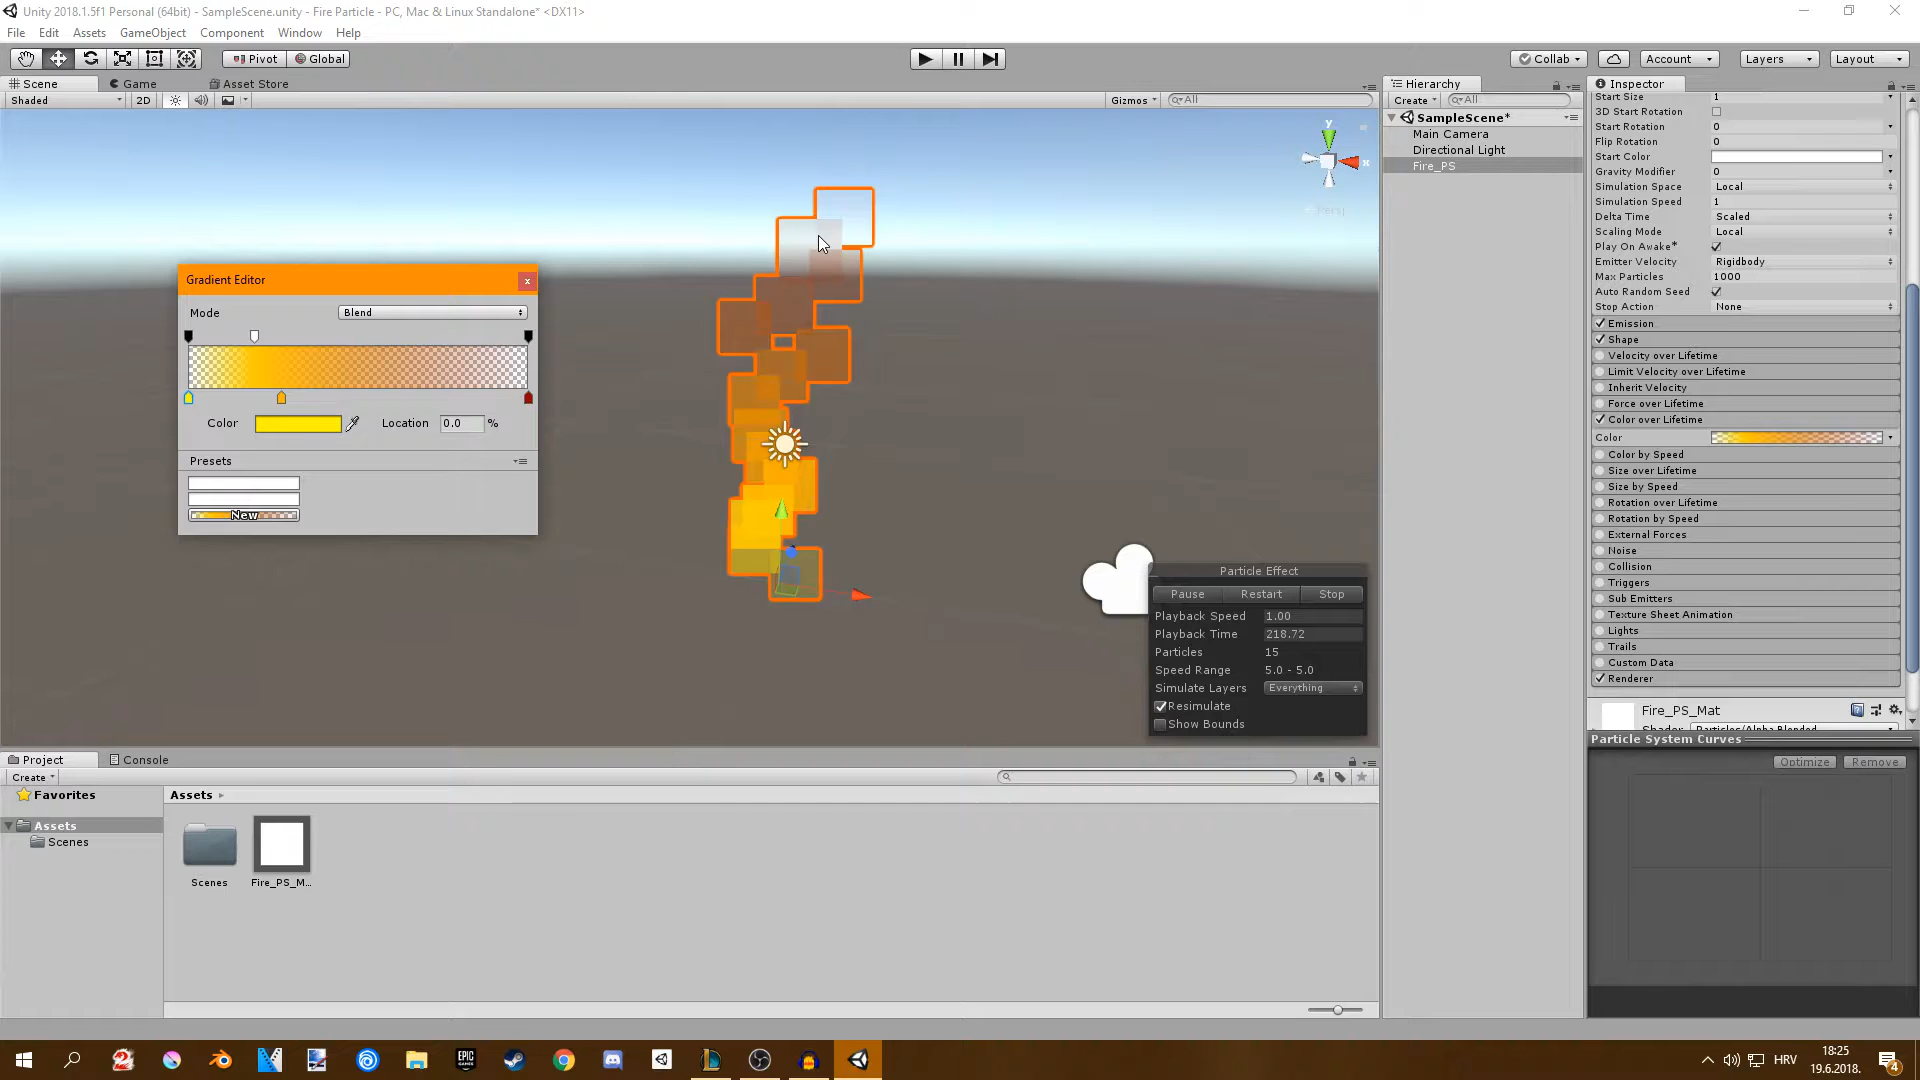 Unity 2018.1.5f1 Personal (64bit) - SampleScene.unity - Fire Particle - PC, Mac & Linux Standalone* <DX11>
File Edit Assets GameObject Component Window Help
Pivot Global Collab Account Layers Layout
Scene Game Asset Store
Shaded 2D Gizmos All
Hierarchy
Create All
SampleScene*
Main Camera
Directional Light
Fire_PS
y
x
Persp
Gradient Editor
x
Mode Blend
Color Location 0.0 %
Presets
New
Particle Effect
Pause Restart Stop
Playback Speed 1.00
Playback Time 218.72
Particles 15
Speed Range 5.0 - 5.0
Simulate Layers Everything
Resimulate
Show Bounds
Inspector
Start Size 1
3D Start Rotation
Start Rotation 0
Flip Rotation 0
Start Color
Gravity Modifier 0
Simulation Space Local
Simulation Speed 1
Delta Time Scaled
Scaling Mode Local
Play On Awake*
Emitter Velocity Rigidbody
Max Particles 1000
Auto Random Seed
Stop Action None
Emission
Shape
Velocity over Lifetime
Limit Velocity over Lifetime
Inherit Velocity
Force over Lifetime
Color over Lifetime
Color
Color by Speed
Size over Lifetime
Size by Speed
Rotation over Lifetime
Rotation by Speed
External Forces
Noise
Collision
Triggers
Sub Emitters
Texture Sheet Animation
Lights
Trails
Custom Data
Renderer
Fire_PS_Mat
Shader Particles/Alpha Blended
Particle System Curves
Optimize Remove
Project Console
Create
Favorites
Assets
Scenes
Assets
Scenes
Fire_PS_M...
EPIC
GAMES
HRV
18:25
19.6.2018.
4